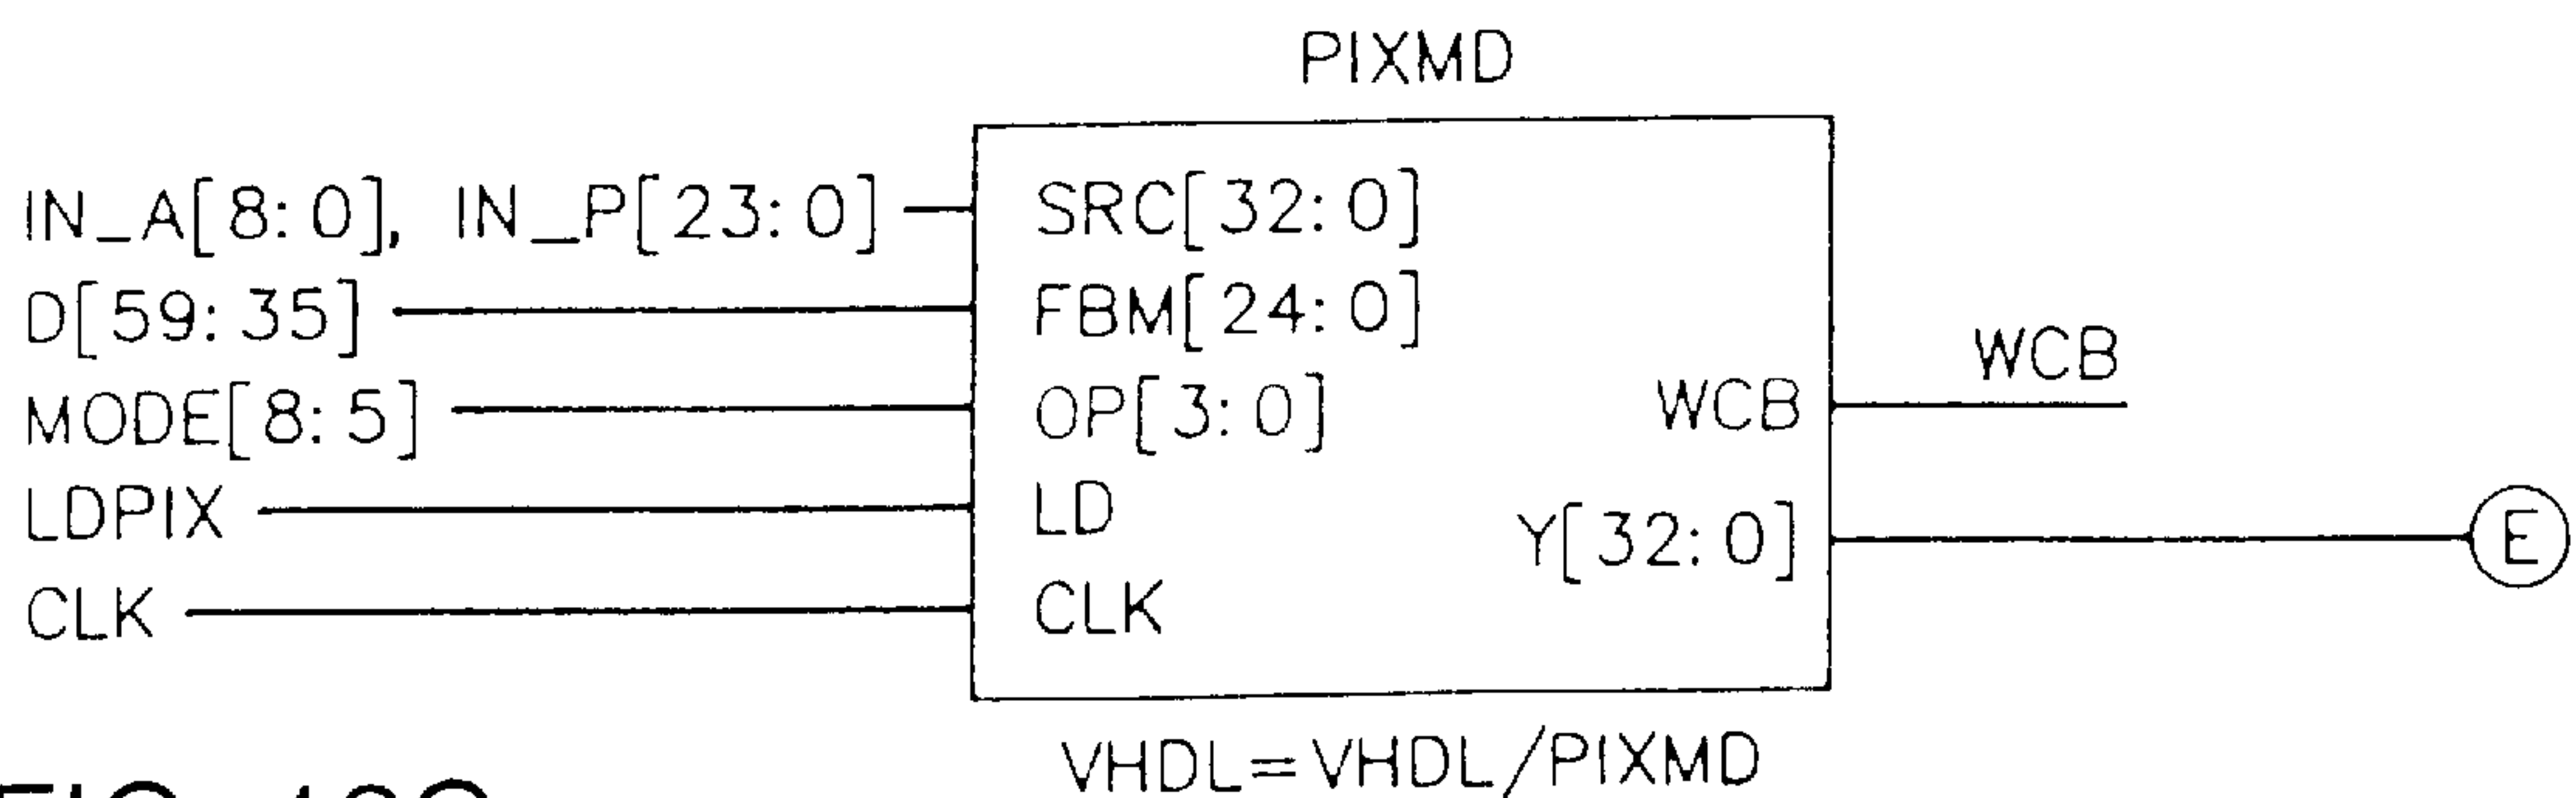 PIXMD
IN_A[8:0], IN_P[23:0] SRC[32:0]
D[59:35] FBM[24:0]
MODE[8:5] OP[3:0] WCB WCB
LDPIX LD Y[32:0] E
CLK CLK
VHDL=VHDL/PIXMD